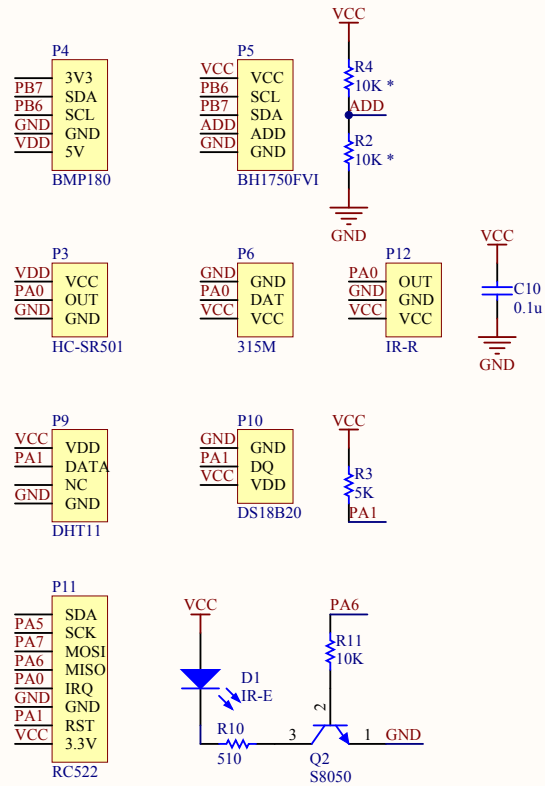 P4
PB7 3V3
PB6 SDA
GND SCL
VDD GND
5V
BMP180
P5
VCC VCC
PB6 SCL
PB7 SDA
ADD ADD
GND GND
BH1750FVI
VCC
R4
10K *
ADD
R2
10K *
GND
P3
VDD VCC
PA0 OUT
GND GND
HC-SR501
P6
GND GND
PA0 DAT
VCC VCC
315M
P12
PA0 OUT
GND GND
VCC VCC
IR-R
VCC
C10
0.1u
GND
P9
VCC VDD
PA1 DATA
NC
GND GND
DHT11
P10
GND GND
PA1 DQ
VCC VDD
DS18B20
VCC
R3
5K
PA1
P11
SDA
PA5 SCK
PA7 MOSI
PA6 MISO
PA0 IRQ
GND GND
PA1 RST
VCC 3.3V
RC522
VCC
D1
IR-E
R10
510
PA6
R11
10K
2
3
1 GND
Q2
S8050